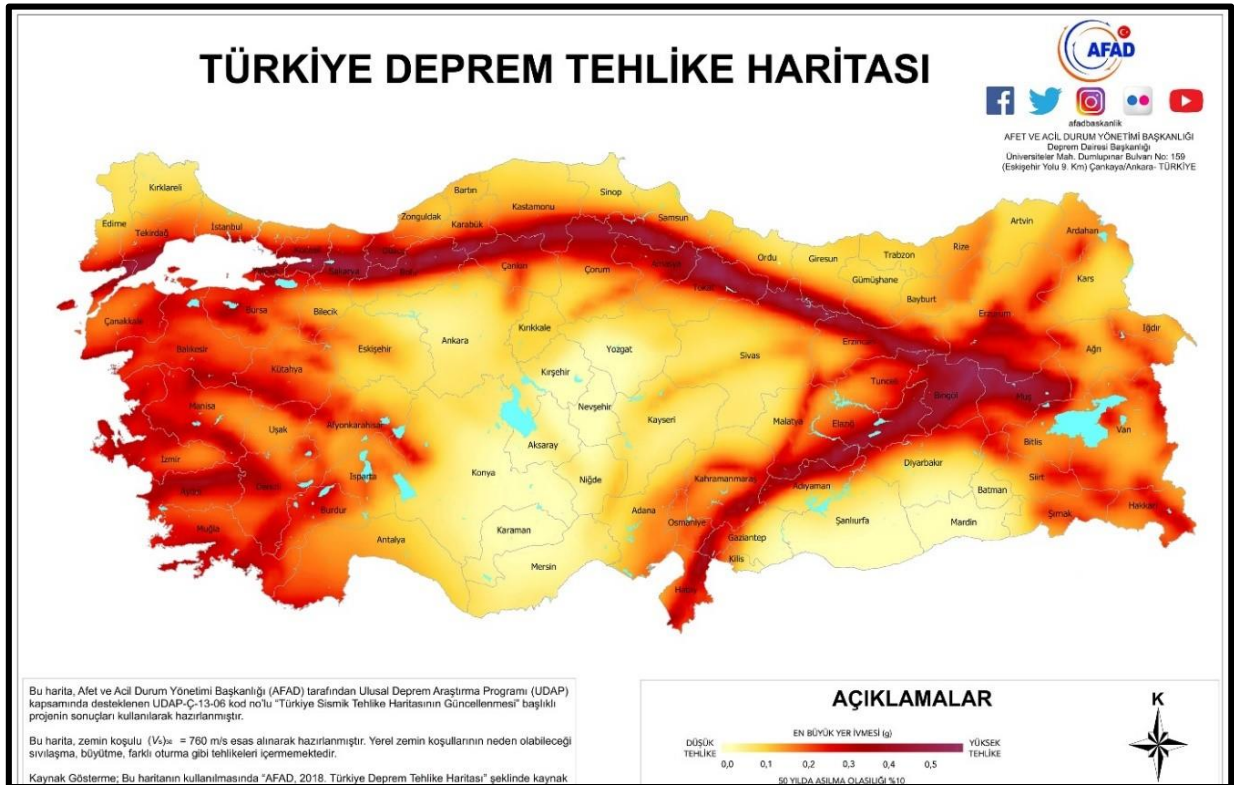 TÜRKİYE DEPREM TEHLİKE HARİTASI
AFAD
afadbaskanlik
AFET VE ACİL DURUM YÖNETİMİ BAŞKANLIĞI
Deprem Dairesi Başkanlığı
Üniversiteler Mah. Dumlupınar Bulvarı No: 159
(Eskişehir Yolu 9. Km) Çankaya/Ankara- TÜRKİYE
Kırklareli
Edirne
Tekirdağ
İstanbul
Zonguldak
Bartın
Karabük
Kastamonu
Sinop
Samsun
Ordu
Giresun
Trabzon
Rize
Artvin
Ardahan
Gümüşhane
Bayburt
Kars
Iğdır
Sakarya
Bolu
Çankırı
Çorum
Amasya
Tokat
Erzincan
Erzurum
Ağrı
Çanakkale
Bursa
Bilecik
Balıkesir
Kütahya
Eskişehir
Ankara
Kırıkkale
Yozgat
Sivas
Kırşehir
Tunceli
Bingöl
Muş
Manisa
Uşak
Afyonkarahisar
Nevşehir
Kayseri
Malatya
Elazığ
Bitlis
Van
İzmir
Aksaray
Konya
Isparta
Niğde
Kahramanmaraş
Adıyaman
Diyarbakır
Batman
Siirt
Aydın
Denizli
Burdur
Muğla
Antalya
Karaman
Mersin
Adana
Osmaniye
Gaziantep
Kilis
Şanlıurfa
Mardin
Şırnak
Hakkari
Hatay
Bu harita, Afet ve Acil Durum Yönetimi Başkanlığı (AFAD) tarafından Ulusal Deprem Araştırma Programı (UDAP)
kapsamında desteklenen UDAP-Ç-13-06 kod no'lu "Türkiye Sismik Tehlike Haritasının Güncellenmesi" başlıklı
projenin sonuçları kullanılarak hazırlanmıştır.
Bu harita, zemin koşulu (Vs)30 = 760 m/s esas alınarak hazırlanmıştır. Yerel zemin koşullarının neden olabileceği
sıvılaşma, büyütme, farklı oturma gibi tehlikeleri içermemektedir.
Kaynak Gösterme; Bu haritanın kullanılmasında "AFAD, 2018. Türkiye Deprem Tehlike Haritası" şeklinde kaynak
AÇIKLAMALAR
EN BÜYÜK YER İVMESİ (g)
DÜŞÜK TEHLİKE
YÜKSEK TEHLİKE
0,0 0,1 0,2 0,3 0,4 0,5
50 YILDA AŞILMA OLASILIĞI %10
K